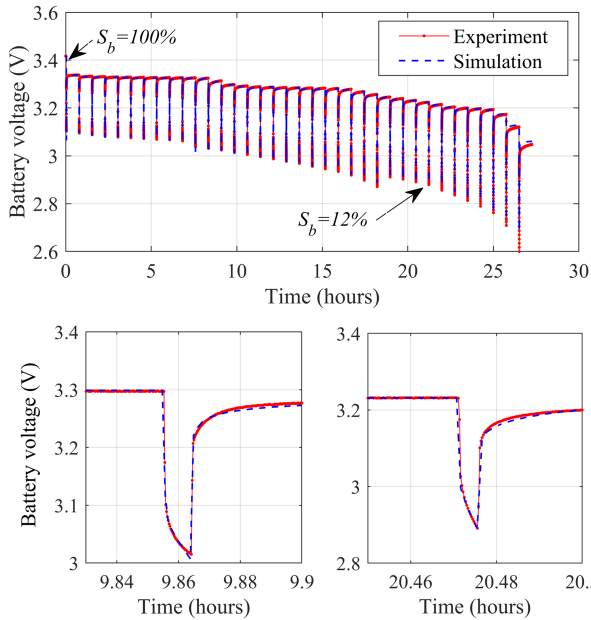 3.6
S_b=100%
Experiment
Simulation
3.4
3.2
3
2.8
S_b=12%
2.6
0 5 10 15 20 25 30
Battery voltage (V)
Time (hours)
3.4
3.3
3.2
3.1
3
9.84 9.86 9.88 9.9
Battery voltage (V)
Time (hours)
3.4
3.2
3
2.8
20.46 20.48 20.
Time (hours)